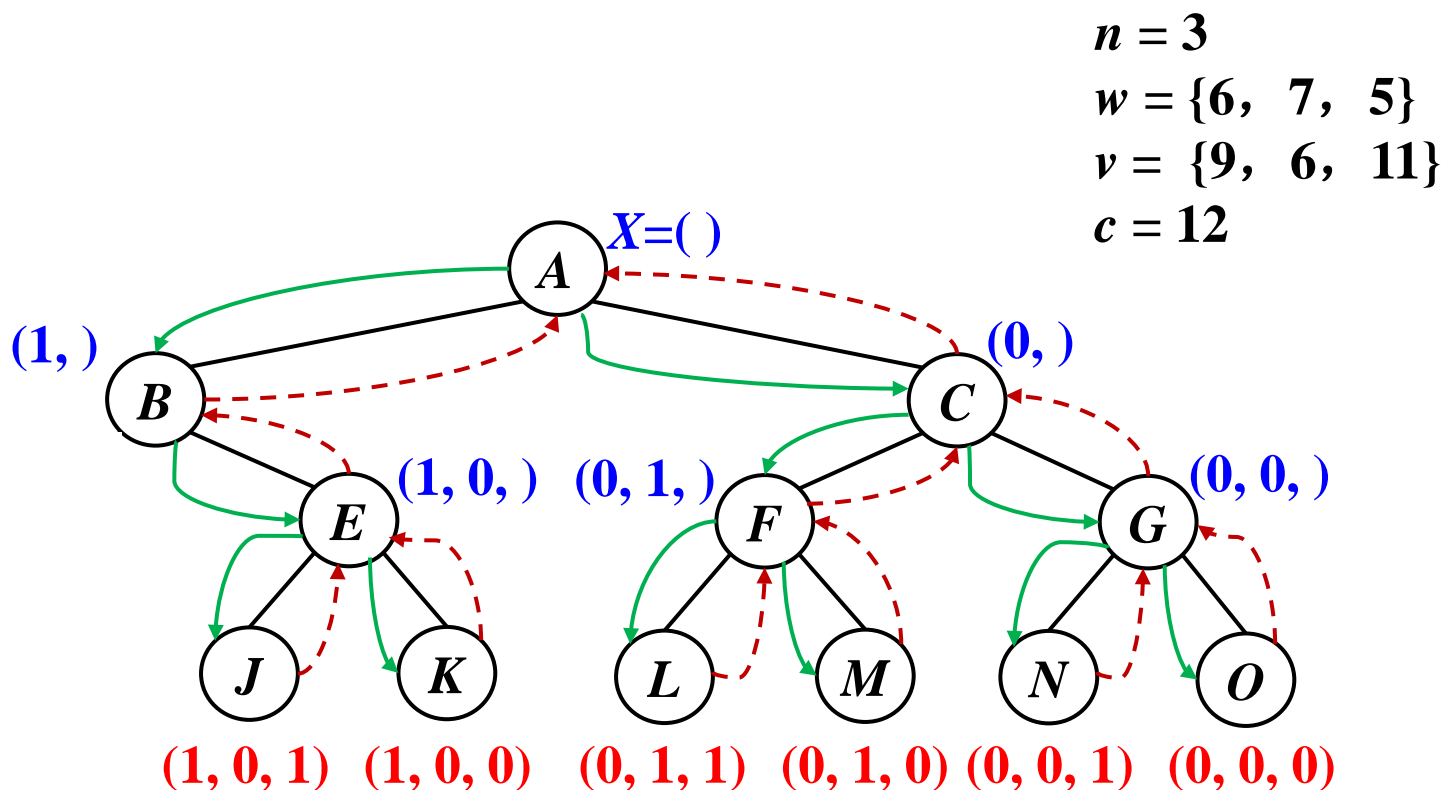 n = 3
w = {6，7，5}
v = {9，6，11}
c = 12
X=( )
A
(1, )
(0, )
B
C
(1, 0, )
(0, 1, )
(0, 0, )
E
F
G
J
K
L
M
N
O
(1, 0, 1)
(1, 0, 0)
(0, 1, 1)
(0, 1, 0)
(0, 0, 1)
(0, 0, 0)